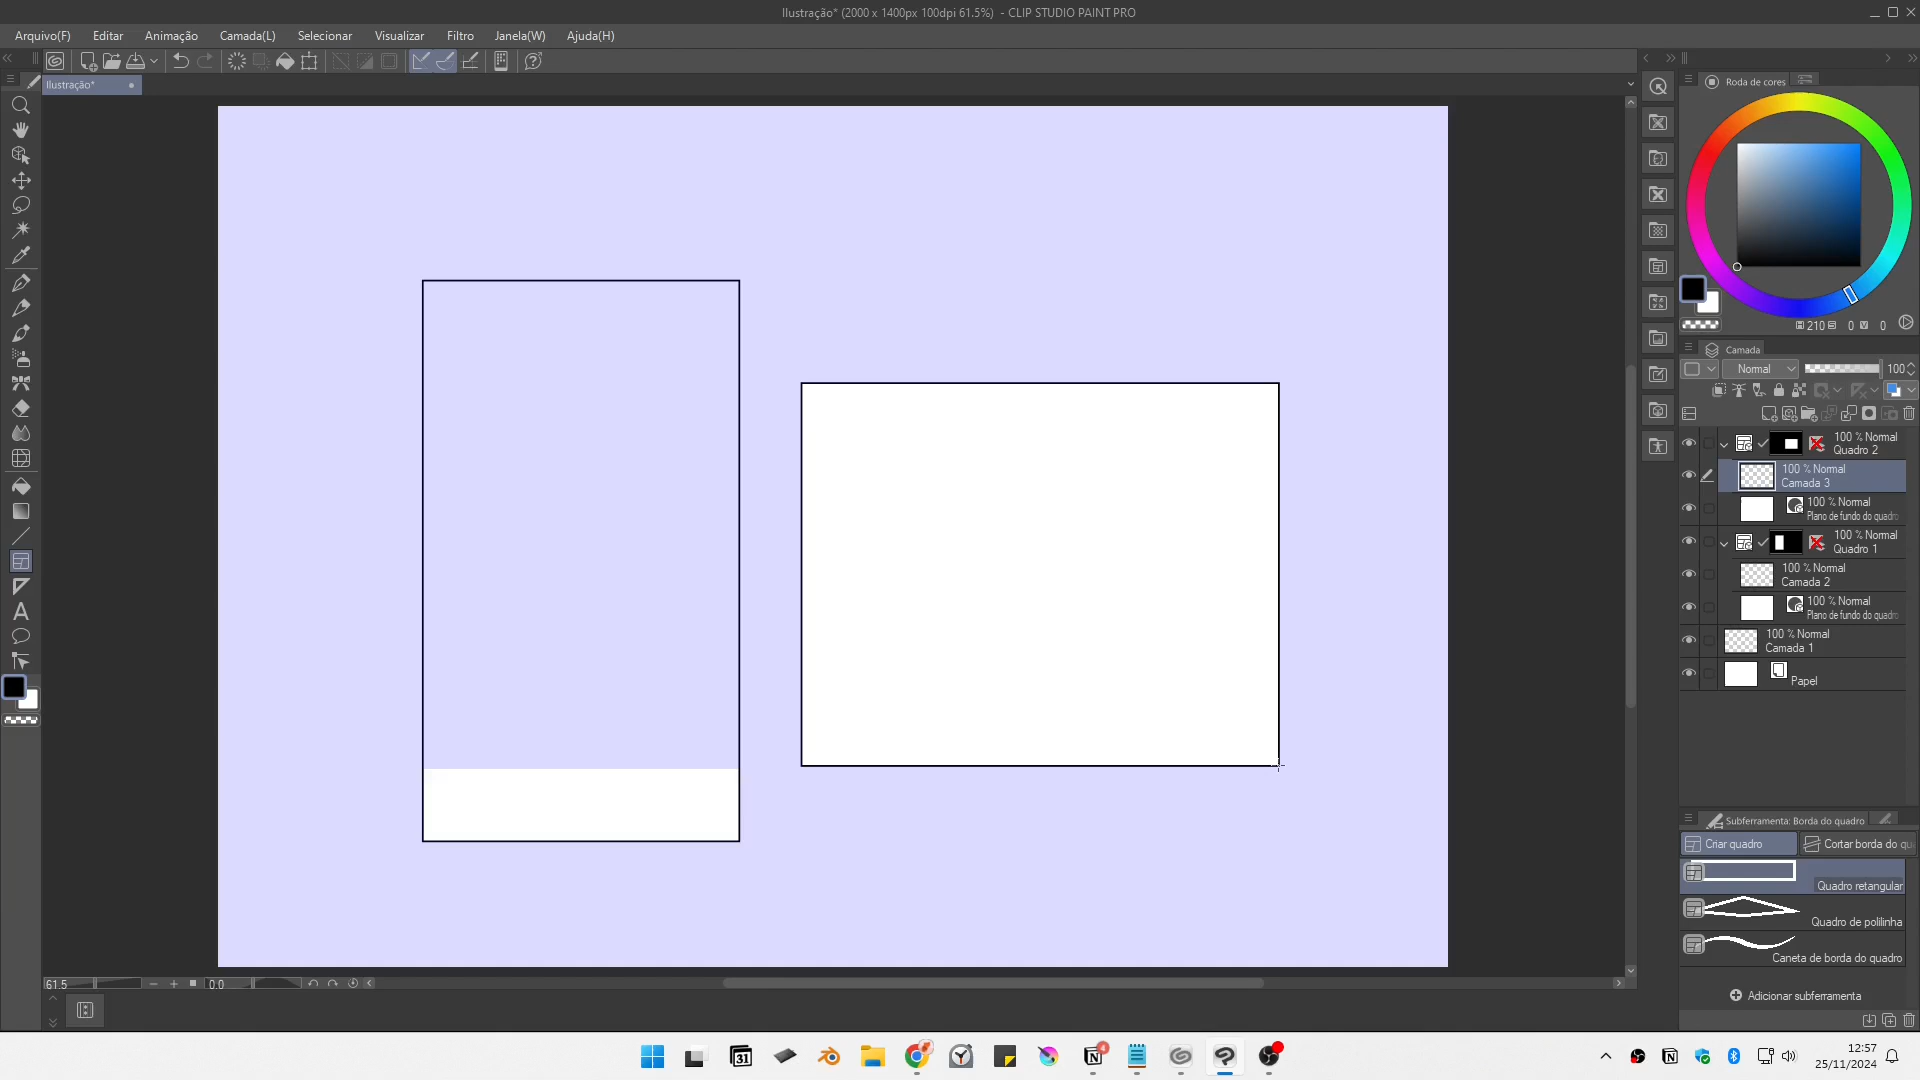 Ilustração* (2000 x 1400px 100dpi 61.5%) - CLIP STUDIO PAINT PRO
Arquivo(F) Editar Animação Camada(L) Selecionar Visualizar Filtro Janela(W) Ajuda(H)
Ilustração*
Roda de cores
210 0 0
Camada
Normal 100
100 % Normal
Quadro 2
100 % Normal
Camada 3
100 % Normal
Plano de fundo do quadro
100 % Normal
Quadro 1
100 % Normal
Camada 2
100 % Normal
Plano de fundo do quadro
100 % Normal
Camada 1
Papel
Subferramenta: Borda do quadro
Criar quadro Cortar borda do qu
Quadro retangular
Quadro de polilinha
Caneta de borda do quadro
Adicionar subferramenta
61.5 0.0
31
4
12:57
25/11/2024